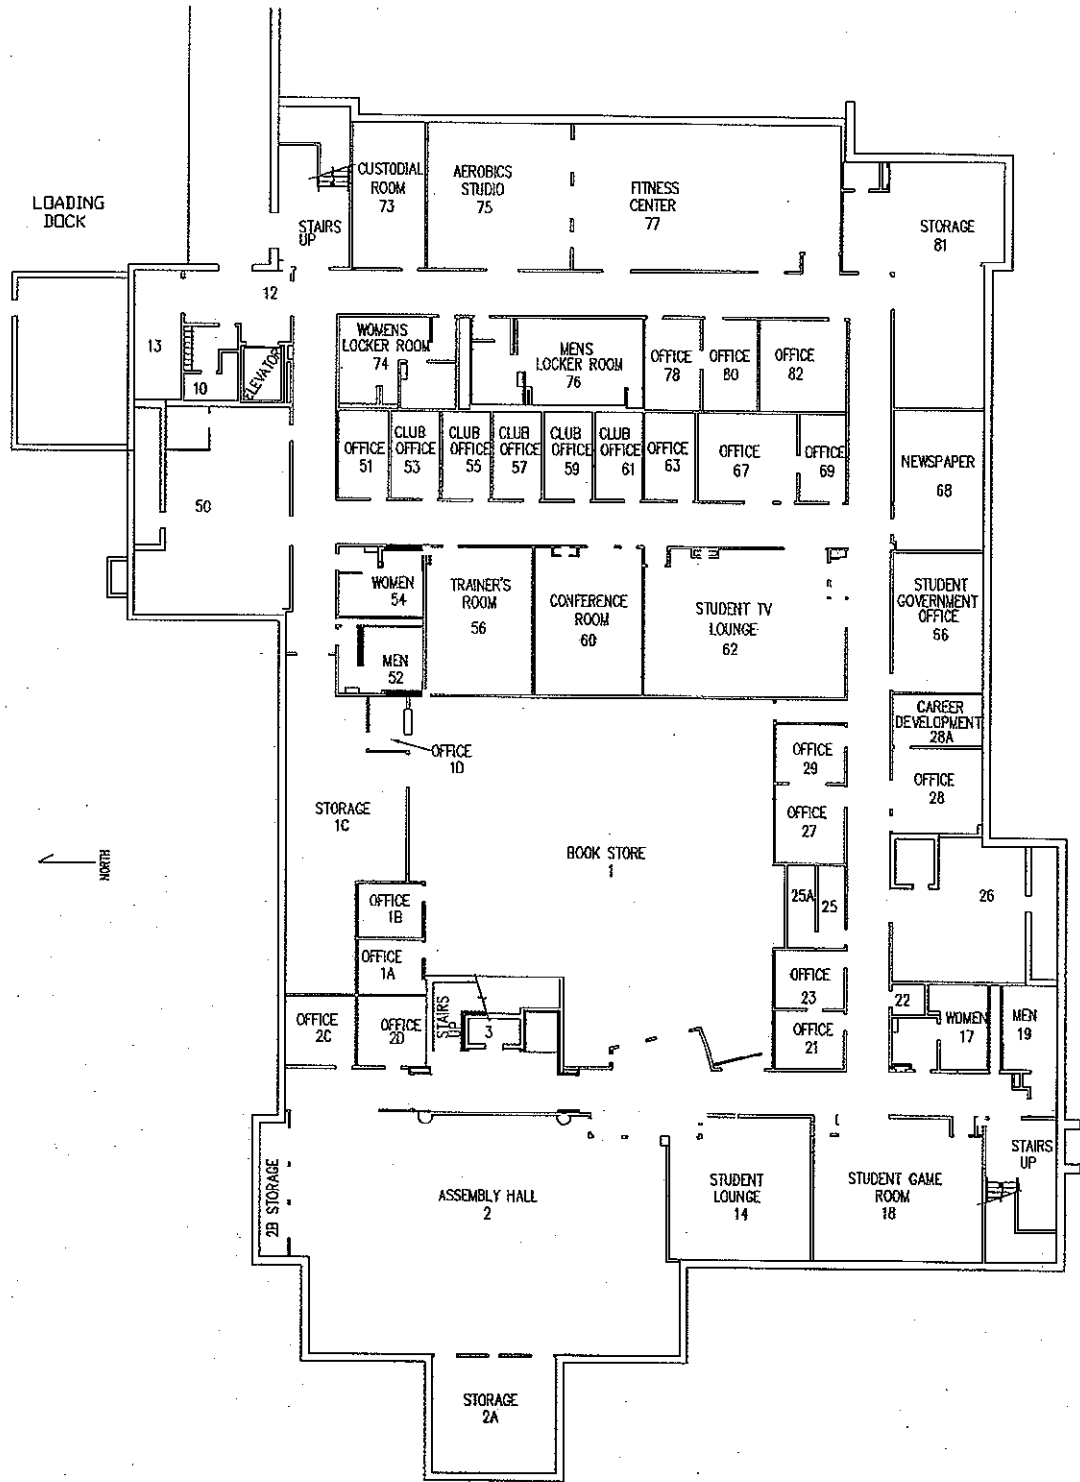 LOADING
DOCK
STAIRS
UP
CUSTODIAL
ROOM
73
AEROBICS
STUDIO
75
FITNESS
CENTER
77
STORAGE
81
12
13
10
ELEVATOR
WOMENS
LOCKER ROOM
74
MENS
LOCKER ROOM
76
OFFICE
78
OFFICE
80
OFFICE
82
OFFICE
51
CLUB
OFFICE
53
CLUB
OFFICE
55
CLUB
OFFICE
57
CLUB
OFFICE
59
CLUB
OFFICE
61
OFFICE
63
OFFICE
67
OFFICE
69
NEWSPAPER
68
50
WOMEN
54
TRAINER'S
ROOM
56
CONFERENCE
ROOM
60
STUDENT TV
LOUNGE
62
STUDENT
GOVERNMENT
OFFICE
66
MEN
52
CAREER
DEVELOPMENT
28A
OFFICE
1D
OFFICE
29
OFFICE
28
STORAGE
1C
OFFICE
27
NORTH
BOOK STORE
1
OFFICE
1B
25A
25
26
OFFICE
1A
OFFICE
23
22
OFFICE
2C
OFFICE
2D
STAIRS
UP
3
OFFICE
21
WOMEN
17
MEN
19
2B STORAGE
ASSEMBLY HALL
2
STUDENT
LOUNGE
14
STUDENT GAME
ROOM
18
STAIRS
UP
STORAGE
2A